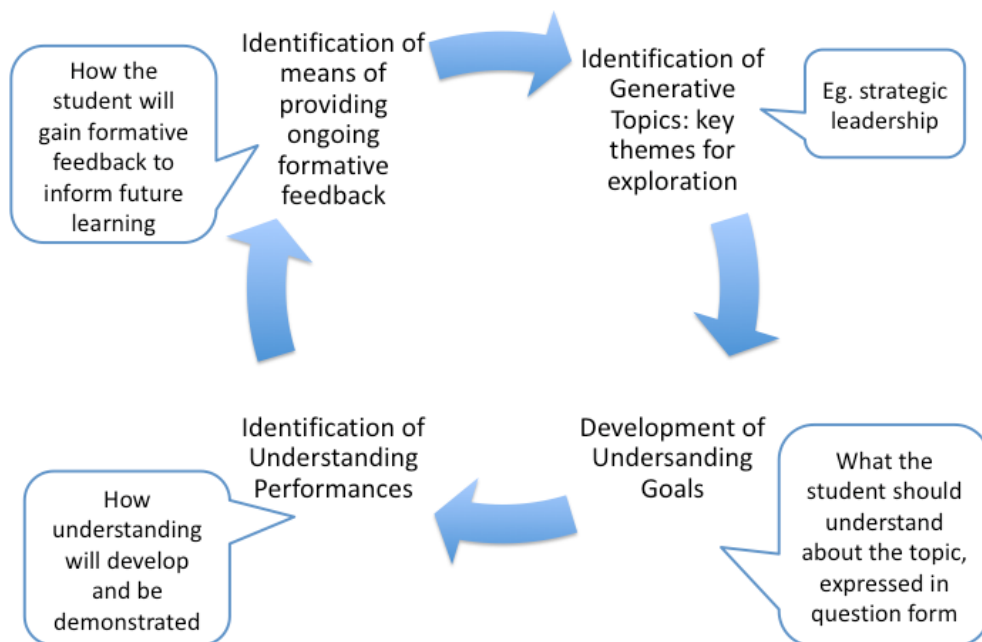 Identification of
means of
providing
ongoing
formative
feedback
How the
student will
gain formative
feedback to
inform future
learning
Identification of
Generative
Topics: key
themes for
exploration
Eg. strategic
leadership
Development of
Undersanding
Goals
What the
student should
understand
about the topic,
expressed in
question form
Identification of
Understanding
Performances
How
understanding
will develop
and be
demonstrated